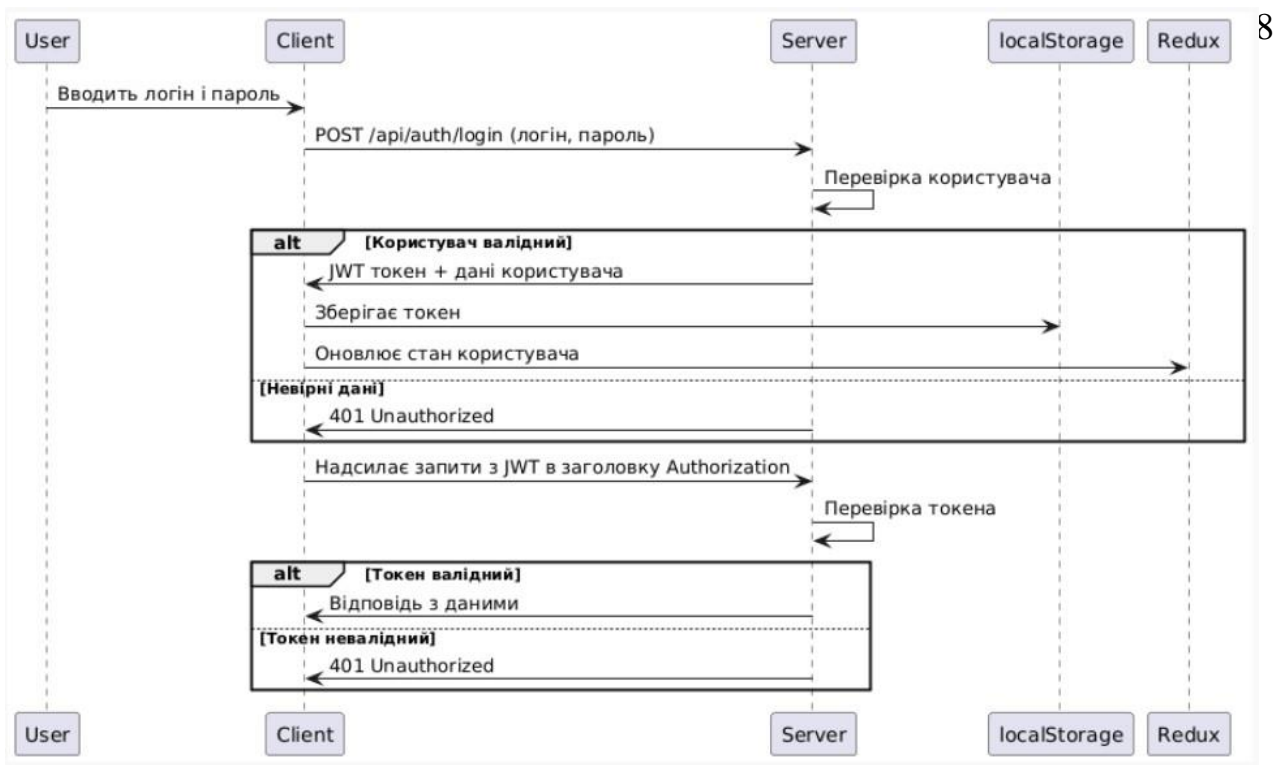 8
User Client Server localStorage Redux
Вводить логін і пароль
POST /api/auth/login (логін, пароль)
Перевірка користувача
alt [Користувач валідний]
JWT токен + дані користувача
Зберігає токен
Оновлює стан користувача
[Невірні дані]
401 Unauthorized
Надсилає запити з JWT в заголовку Authorization
Перевірка токена
alt [Токен валідний]
Відповідь з даними
[Токен невалідний]
401 Unauthorized
User Client Server localStorage Redux